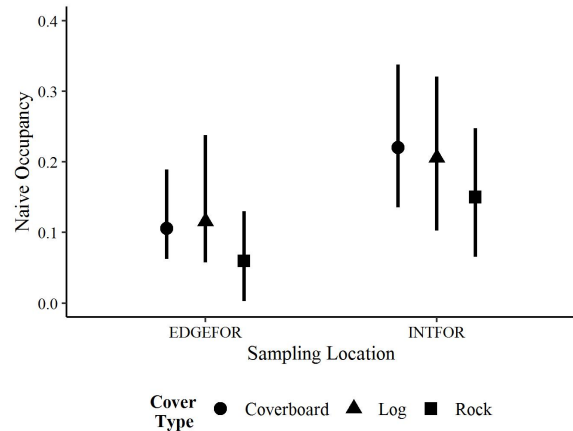 0.4
0.3
0.2
0.1
0.0
Naive Occupancy
EDGEFOR INTFOR
Sampling Location
Cover Type Coverboard Log Rock